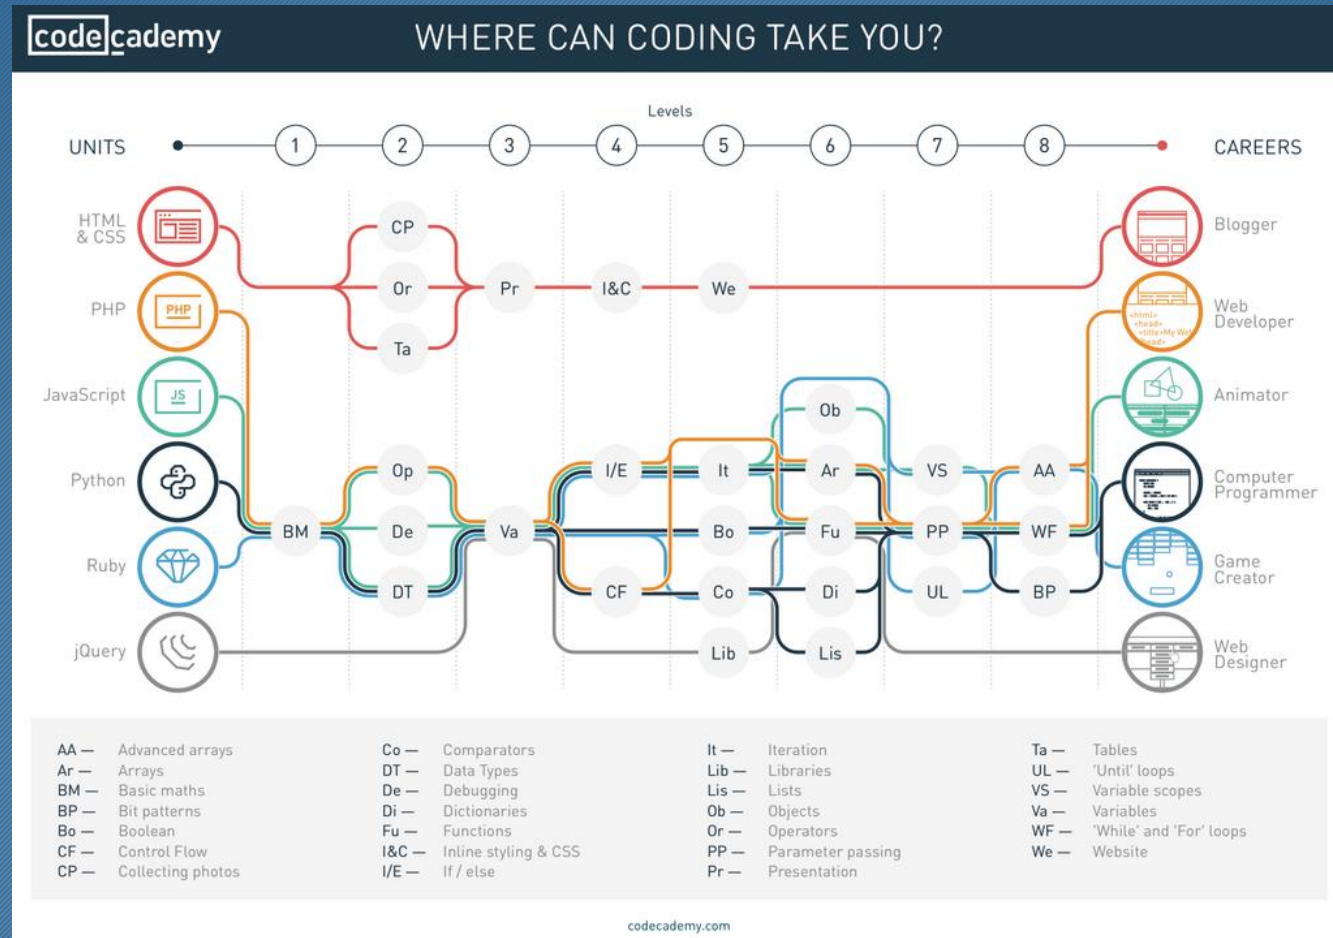 codecademy
WHERE CAN CODING TAKE YOU?
Levels
UNITS
1
2
3
4
5
6
7
8
CAREERS
HTML
& CSS
CP
Blogger
Or
Pr
I&C
We
PHP
PHP
Ta
<html>
<head>
<title>My Web
Web
Developer
JavaScript
JS
Ob
Animator
Python
Op
I/E
It
Ar
VS
AA
Computer
Programmer
BM
De
Va
Bo
Fu
PP
WF
Ruby
DT
CF
Co
Di
UL
BP
Game
Creator
jQuery
Lib
Lis
Web
Designer
AA — Advanced arrays
Ar — Arrays
BM — Basic maths
BP — Bit patterns
Bo — Boolean
CF — Control Flow
CP — Collecting photos
Co — Comparators
DT — Data Types
De — Debugging
Di — Dictionaries
Fu — Functions
I&C — Inline styling & CSS
I/E — If / else
It — Iteration
Lib — Libraries
Lis — Lists
Ob — Objects
Or — Operators
PP — Parameter passing
Pr — Presentation
Ta — Tables
UL — 'Until' loops
VS — Variable scopes
Va — Variables
WF — 'While' and 'For' loops
We — Website
codecademy.com